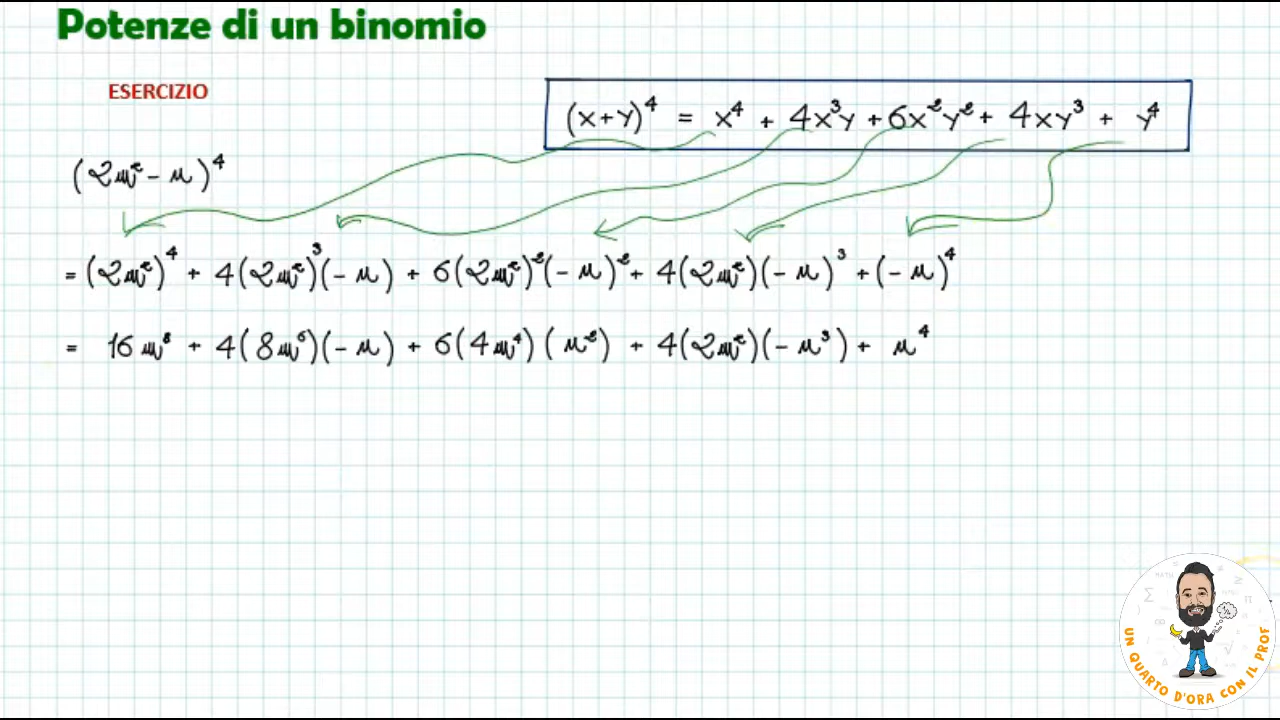 Potenze di un binomio
ESERCIZIO
(x+y)⁴ = x⁴ + 4x³y + 6x²y² + 4xy³ + y⁴
(2m² - n)⁴
= (2m²)⁴ + 4(2m²)³(-n) + 6(2m²)²(-n)² + 4(2m²)(-n)³ + (-n)⁴
= 16m⁸ + 4(8m⁶)(-n) + 6(4m⁴)(n²) + 4(2m²)(-n³) + n⁴
UN QUARTO D'ORA CON IL PROF